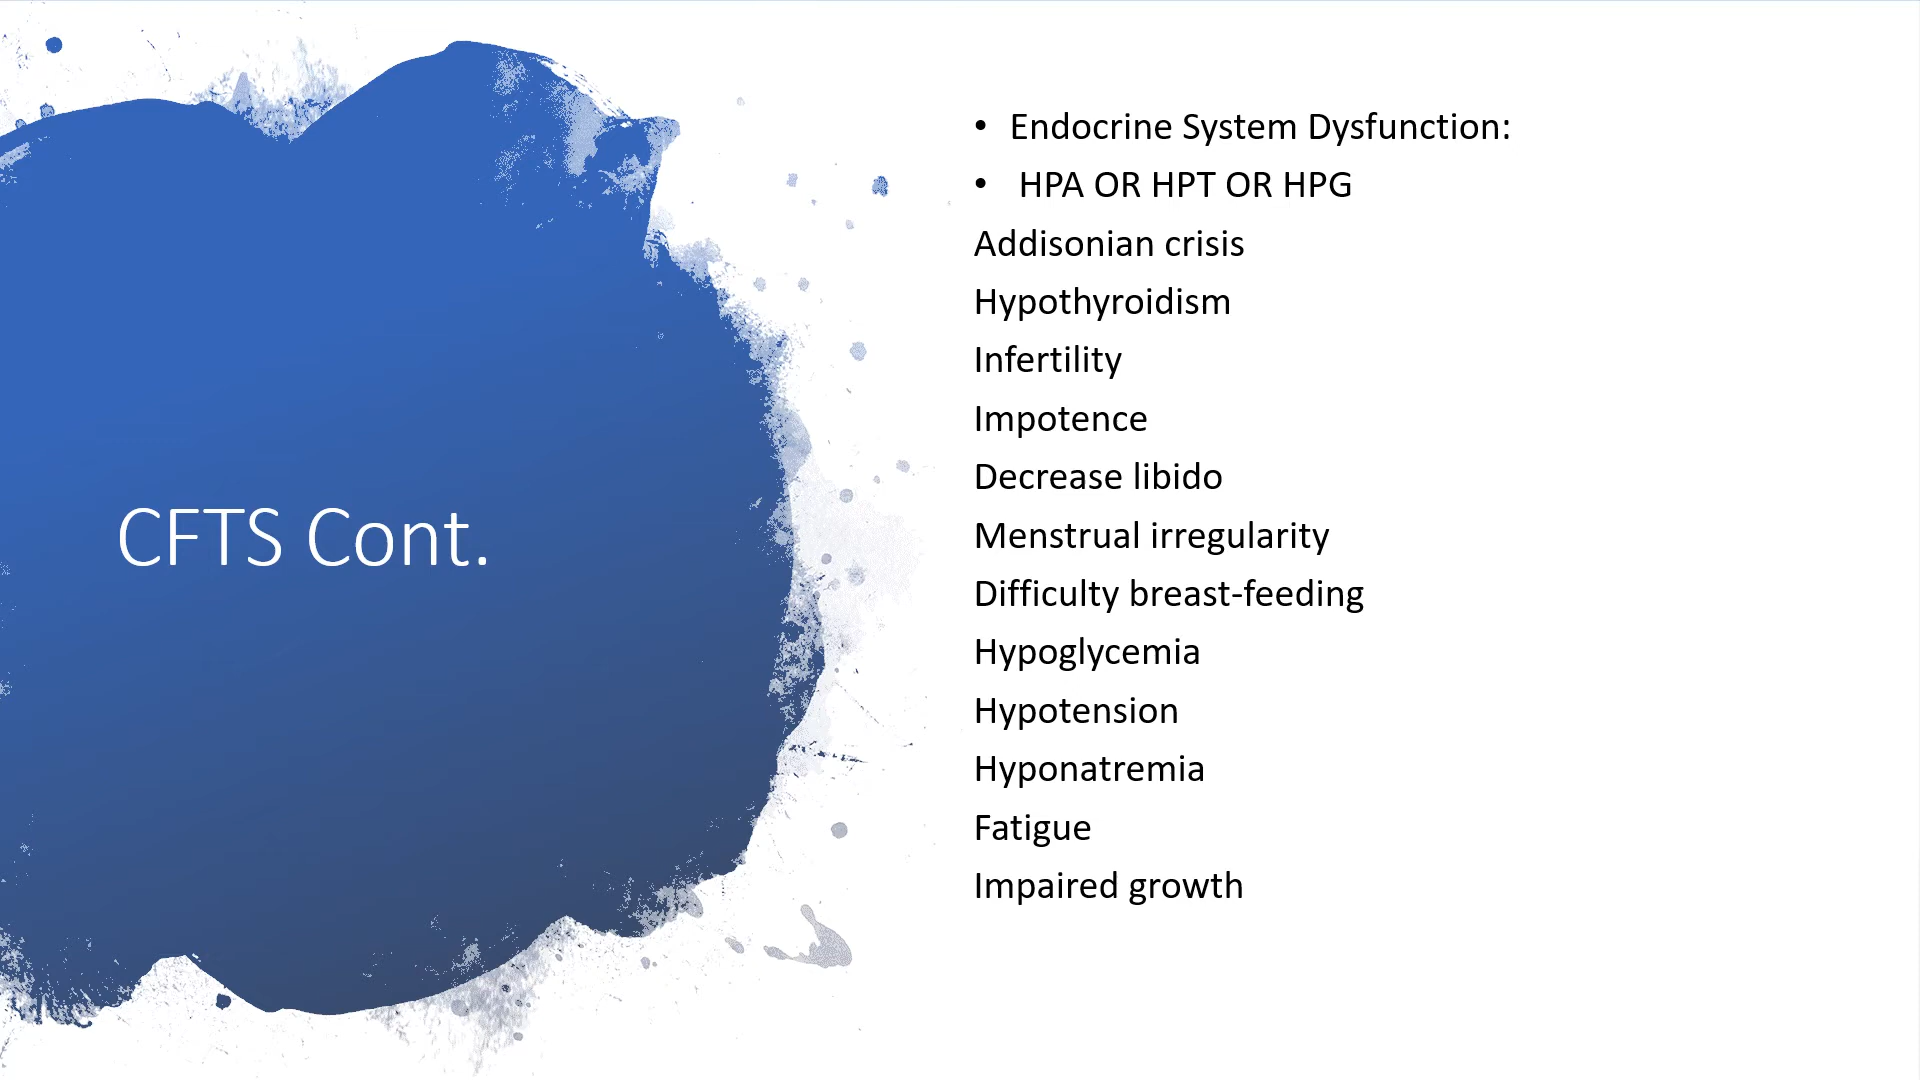 CFTS Cont.
• Endocrine System Dysfunction:
• HPA OR HPT OR HPG
Addisonian crisis
Hypothyroidism
Infertility
Impotence
Decrease libido
Menstrual irregularity
Difficulty breast-feeding
Hypoglycemia
Hypotension
Hyponatremia
Fatigue
Impaired growth